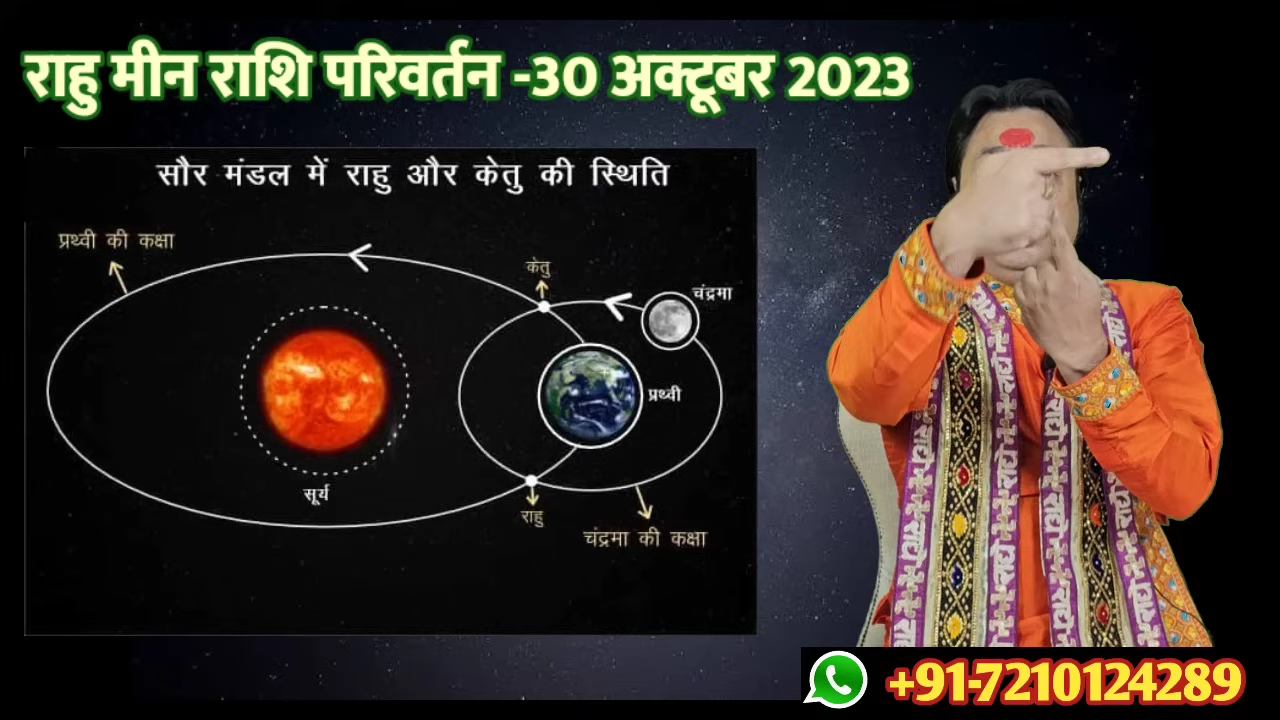 राहु मीन राशि परिवर्तन -30 अक्टूबर 2023
सौर मंडल में राहु और केतु की स्थिति
प्रथ्वी की कक्षा
केतु
चंद्रमा
प्रथ्वी
सूर्य
राहु
चंद्रमा की कक्षा
+91-7210124289